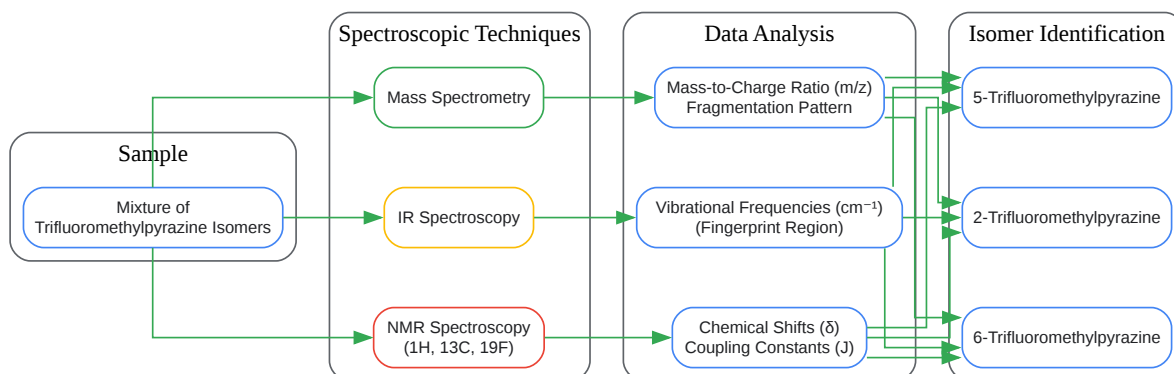 Spectroscopic Techniques
Data Analysis
Isomer Identification
Mass Spectrometry
Mass-to-Charge Ratio (m/z)
Fragmentation Pattern
5-Trifluoromethylpyrazine
Sample
Mixture of
Trifluoromethylpyrazine Isomers
IR Spectroscopy
Vibrational Frequencies (cm⁻¹)
(Fingerprint Region)
2-Trifluoromethylpyrazine
NMR Spectroscopy
(1H, 13C, 19F)
Chemical Shifts (δ)
Coupling Constants (J)
6-Trifluoromethylpyrazine